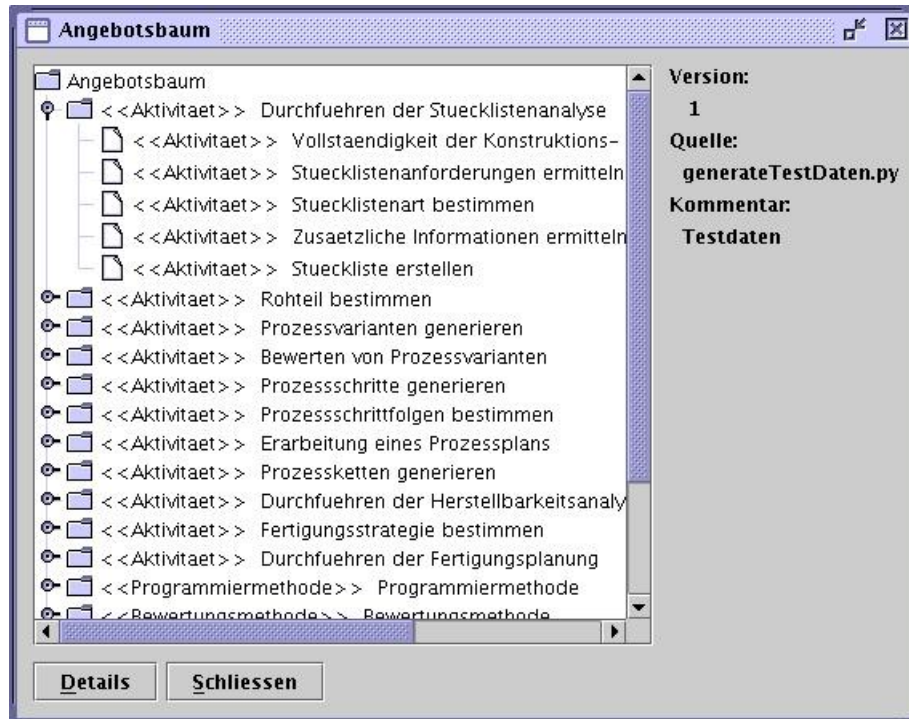 Angebotsbaum
Angebotsbaum
<<Aktivitaet>> Durchfuehren der Stuecklistenanalyse
<<Aktivitaet>> Vollstaendigkeit der Konstruktions-
<<Aktivitaet>> Stuecklistenanforderungen ermitteln
<<Aktivitaet>> Stuecklistenart bestimmen
<<Aktivitaet>> Zusaetzliche Informationen ermitteln
<<Aktivitaet>> Stueckliste erstellen
<<Aktivitaet>> Rohteil bestimmen
<<Aktivitaet>> Prozessvarianten generieren
<<Aktivitaet>> Bewerten von Prozessvarianten
<<Aktivitaet>> Prozessschritte generieren
<<Aktivitaet>> Prozessschrittfolgen bestimmen
<<Aktivitaet>> Erarbeitung eines Prozessplans
<<Aktivitaet>> Prozessketten generieren
<<Aktivitaet>> Durchfuehren der Herstellbarkeitsanaly
<<Aktivitaet>> Fertigungsstrategie bestimmen
<<Aktivitaet>> Durchfuehren der Fertigungsplanung
<<Programmiermethode>> Programmiermethode
<<Bewertungsmethode>> Bewertungsmethode
Version:
1
Quelle:
generateTestDaten.py
Kommentar:
Testdaten
Details
Schliessen